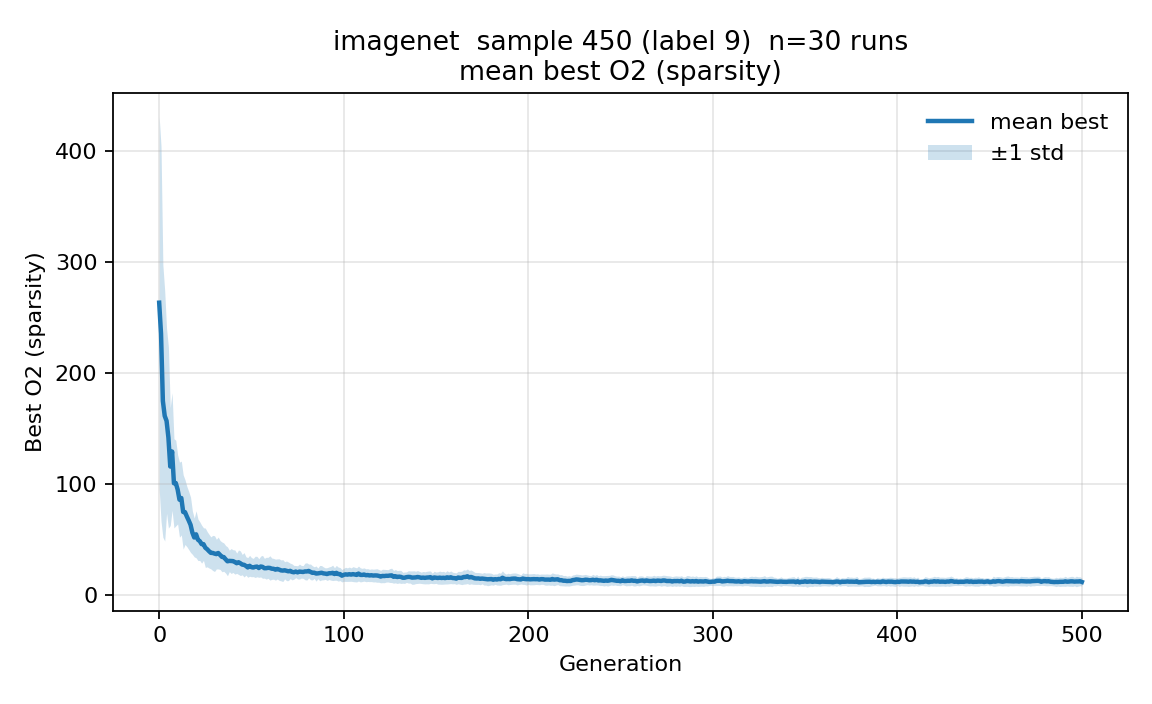 imagenet  sample 450 (label 9)  n=30 runs
mean best O2 (sparsity)
mean best
±1 std
Best O2 (sparsity)
400
300
200
100
0
0 100 200 300 400 500
Generation